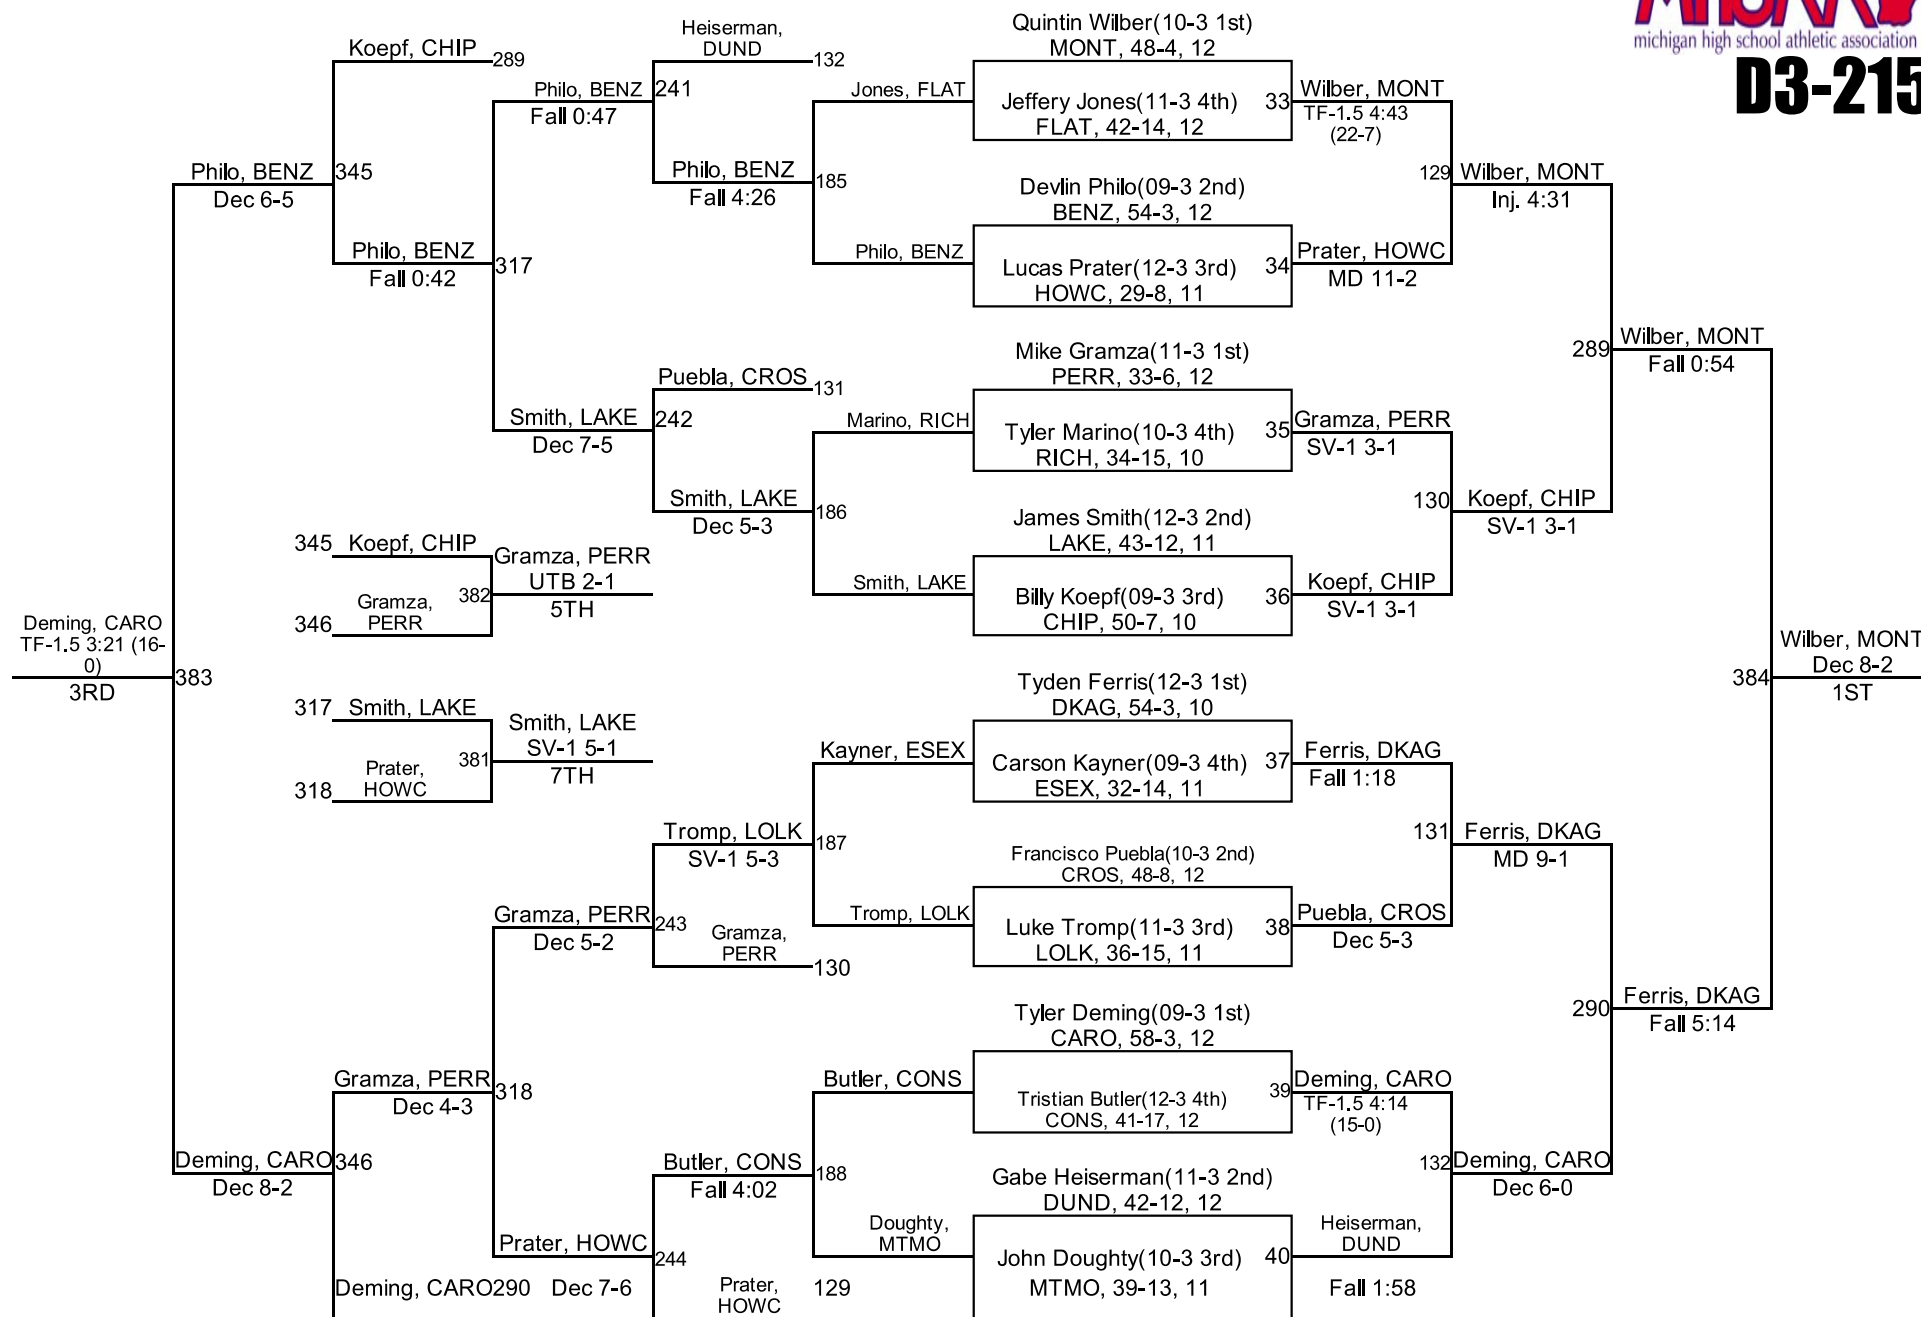 MHSAA
michigan high school athletic association
D3-215
Koepf, CHIP
289
Philo, BENZ
Fall 0:47
241
Heiserman,
DUND
132
Philo, BENZ
Dec 6-5
345
Philo, BENZ
Fall 4:26
185
Jones, FLAT
Philo, BENZ
Philo, BENZ
Fall 0:42
317
Puebla, CROS
131
Smith, LAKE
Dec 7-5
242
Smith, LAKE
Dec 5-3
186
Marino, RICH
Smith, LAKE
345 Koepf, CHIP
346
Gramza,
PERR
382
Gramza, PERR
UTB 2-1
5TH
Deming, CARO
TF-1.5 3:21 (16-
0)
3RD
383
317 Smith, LAKE
318
Prater,
HOWC
381
Smith, LAKE
SV-1 5-1
7TH
Kayner, ESEX
Tromp, LOLK
SV-1 5-3
187
Tromp, LOLK
Gramza, PERR
Dec 5-2
243
Gramza,
PERR
130
Gramza, PERR
Dec 4-3
318
Butler, CONS
Butler, CONS
Fall 4:02
188
Doughty,
MTMO
Deming, CARO
Dec 8-2
346
Prater, HOWC
Dec 7-6
244
Prater,
HOWC
129
Deming, CARO 290
Quintin Wilber(10-3 1st)
MONT, 48-4, 12
Jeffery Jones(11-3 4th)
FLAT, 42-14, 12
33
Wilber, MONT
TF-1.5 4:43
(22-7)
Devlin Philo(09-3 2nd)
BENZ, 54-3, 12
Lucas Prater(12-3 3rd)
HOWC, 29-8, 11
34
Prater, HOWC
MD 11-2
129
Wilber, MONT
Inj. 4:31
Mike Gramza(11-3 1st)
PERR, 33-6, 12
Tyler Marino(10-3 4th)
RICH, 34-15, 10
35
Gramza, PERR
SV-1 3-1
James Smith(12-3 2nd)
LAKE, 43-12, 11
Billy Koepf(09-3 3rd)
CHIP, 50-7, 10
36
Koepf, CHIP
SV-1 3-1
130
Koepf, CHIP
SV-1 3-1
289
Wilber, MONT
Fall 0:54
Tyden Ferris(12-3 1st)
DKAG, 54-3, 10
Carson Kayner(09-3 4th)
ESEX, 32-14, 11
37
Ferris, DKAG
Fall 1:18
Francisco Puebla(10-3 2nd)
CROS, 48-8, 12
Luke Tromp(11-3 3rd)
LOLK, 36-15, 11
38
Puebla, CROS
Dec 5-3
131
Ferris, DKAG
MD 9-1
Tyler Deming(09-3 1st)
CARO, 58-3, 12
Tristian Butler(12-3 4th)
CONS, 41-17, 12
39
Deming, CARO
TF-1.5 4:14
(15-0)
Gabe Heiserman(11-3 2nd)
DUND, 42-12, 12
John Doughty(10-3 3rd)
MTMO, 39-13, 11
40
Heiserman,
DUND
Fall 1:58
132
Deming, CARO
Dec 6-0
290
Ferris, DKAG
Fall 5:14
384
Wilber, MONT
Dec 8-2
1ST